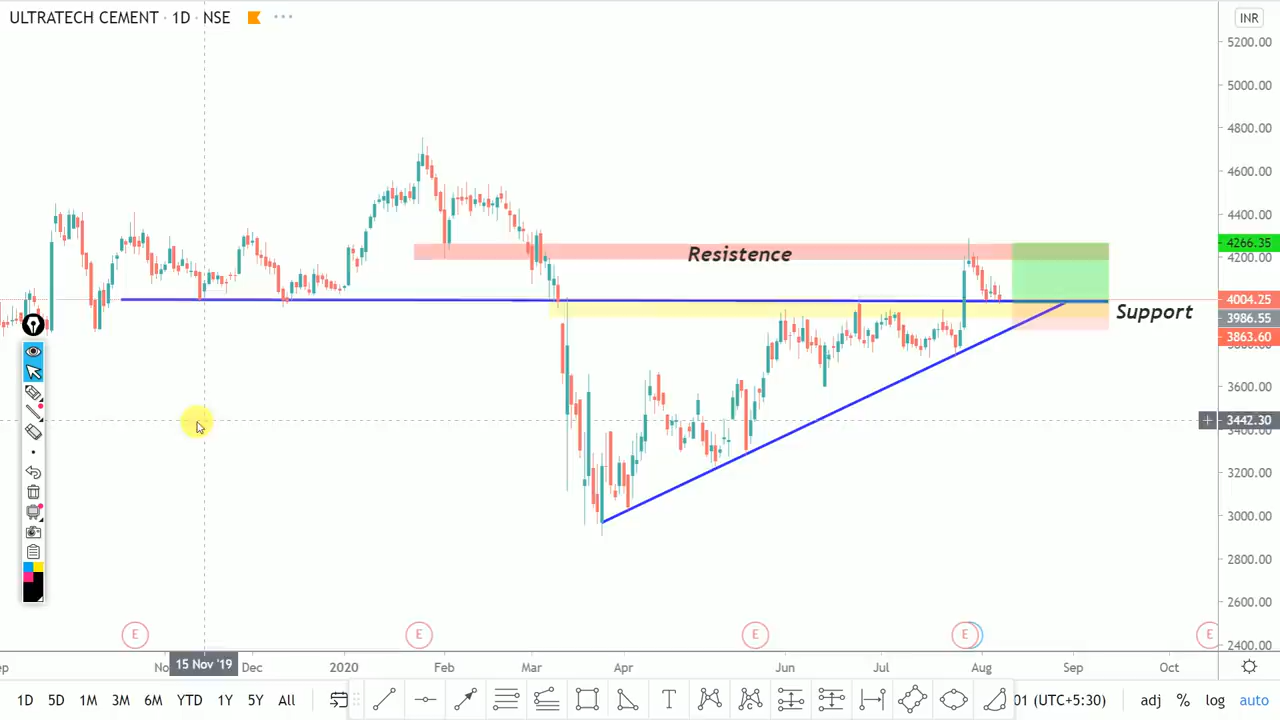 ULTRATECH CEMENT · 1D · NSE
INR
5200.00
5000.00
4800.00
4600.00
4400.00
4266.35
4200.00
Resistence
4004.25
Support
3986.55
3863.60
3600.00
3442.30
3200.00
3000.00
2800.00
2600.00
2400.00
E
E
E
E
E
15 Nov '19
Dec
2020
Feb
Mar
Apr
Jun
Jul
Aug
Sep
Oct
1D 5D 1M 3M 6M YTD 1Y 5Y All
T
C
01 (UTC+5:30)
adj % log auto